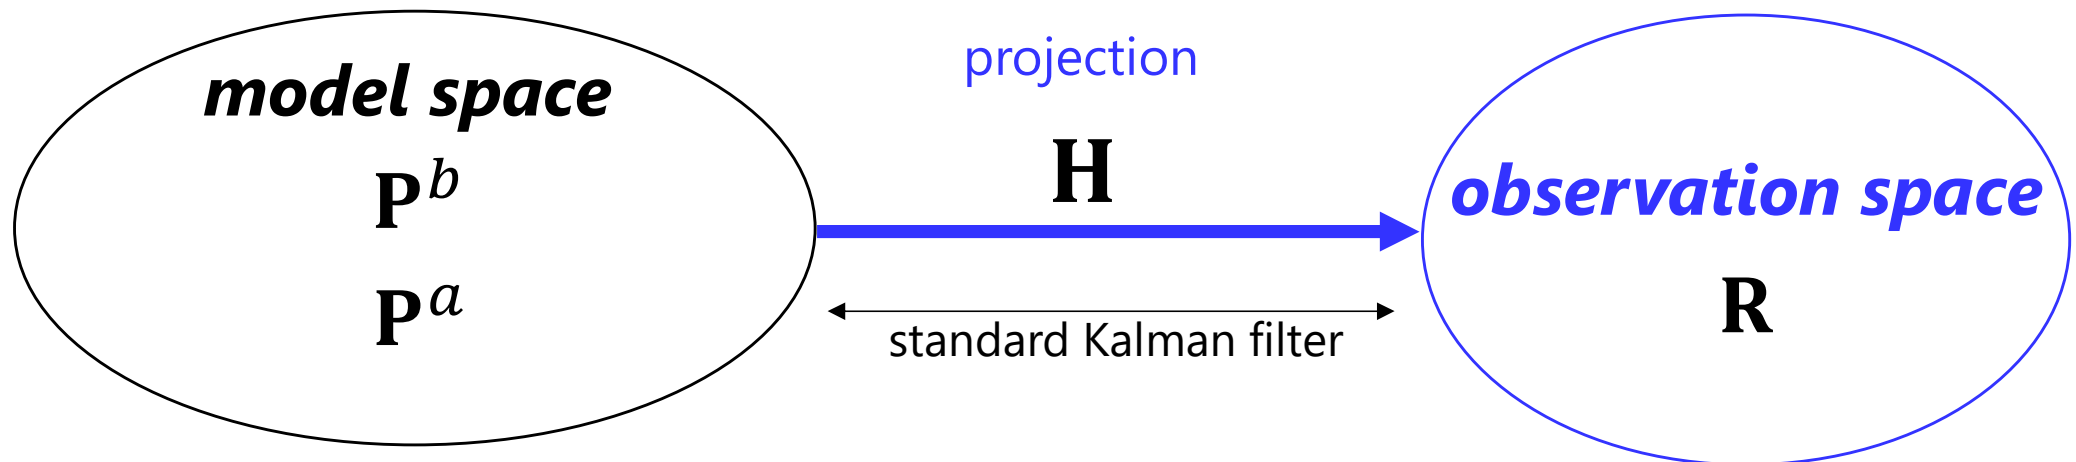 model space
P^b
P^a
projection
H
standard Kalman filter
observation space
R